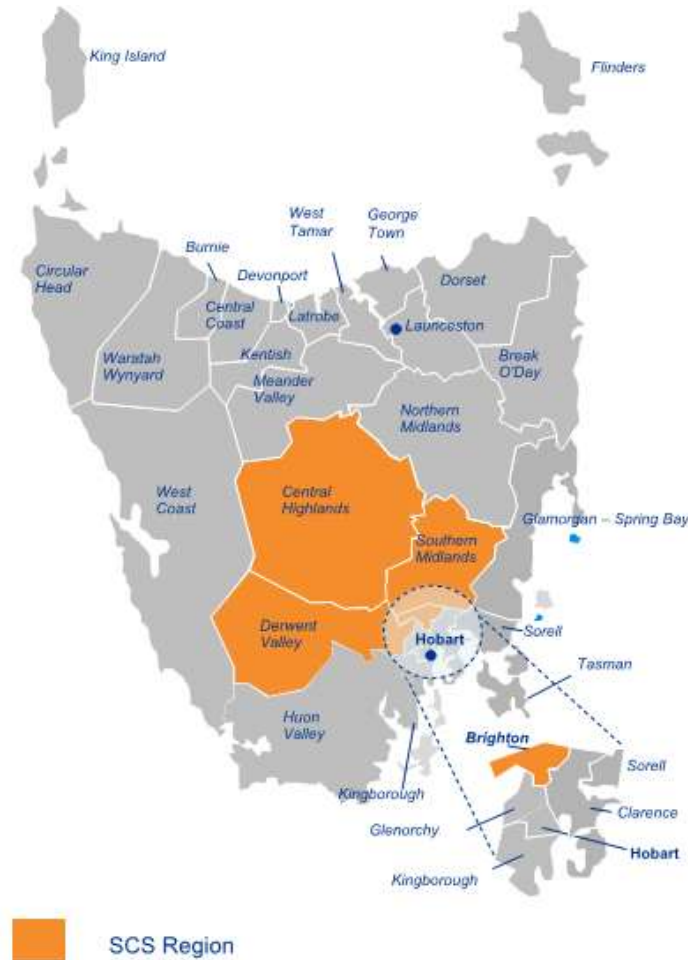 King Island
Flinders
West
Tamar
George
Town
Burnie
Devonport
Circular
Head
Central
Coast
Latrobe
Dorset
Launceston
Waratah
Wynyard
Kentish
Break
O'Day
Meander
Valley
Northern
Midlands
West
Coast
Central
Highlands
Glamorgan – Spring Bay
Southern
Midlands
Derwent
Valley
Hobart
Sorell
Tasman
Huon
Valley
Brighton
Sorell
Kingborough
Clarence
Glenorchy
Hobart
Kingborough
SCS Region